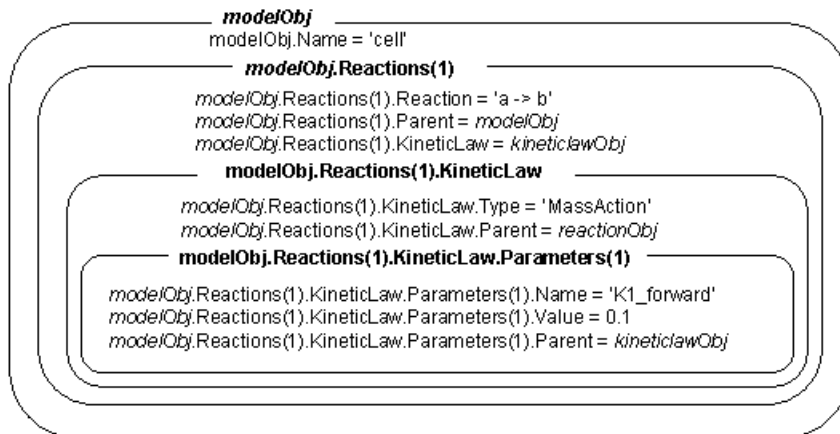 modelObj
modelObj.Name = 'cell'
modelObj.Reactions(1)
modelObj.Reactions(1).Reaction = 'a -> b'
modelObj.Reactions(1).Parent = modelObj
modelObj.Reactions(1).KineticLaw = kineticlawObj
modelObj.Reactions(1).KineticLaw
modelObj.Reactions(1).KineticLaw.Type = 'MassAction'
modelObj.Reactions(1).KineticLaw.Parent = reactionObj
modelObj.Reactions(1).KineticLaw.Parameters(1)
modelObj.Reactions(1).KineticLaw.Parameters(1).Name = 'K1_forward'
modelObj.Reactions(1).KineticLaw.Parameters(1).Value = 0.1
modelObj.Reactions(1).KineticLaw.Parameters(1).Parent = kineticlawObj